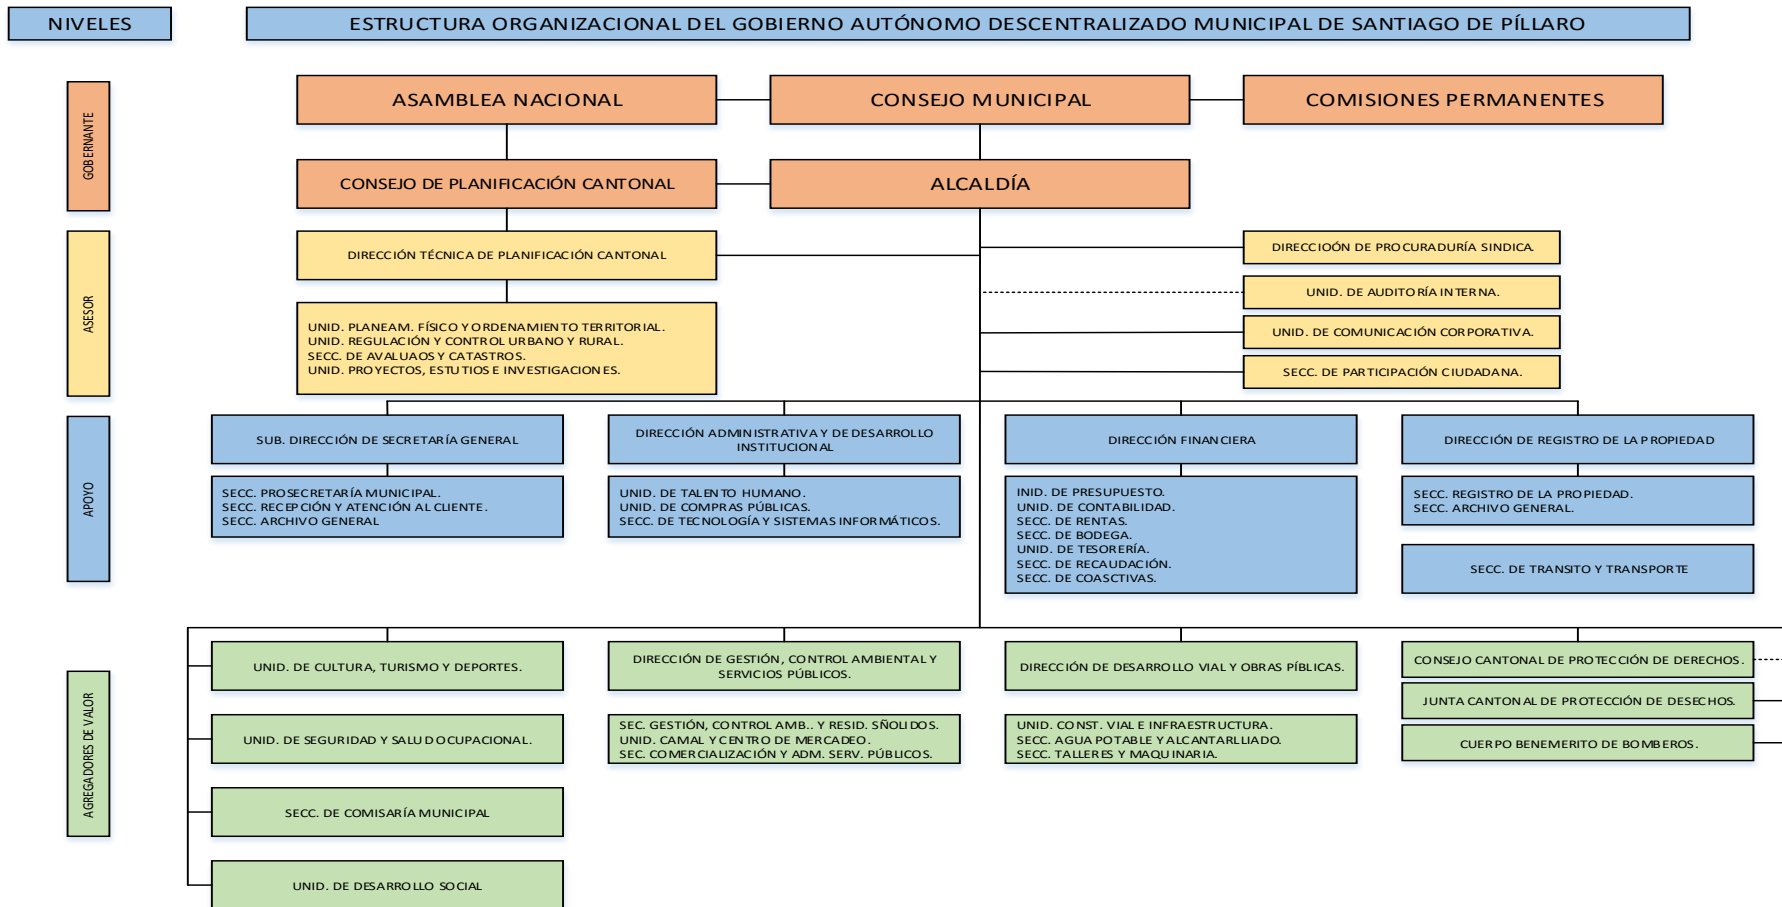 NIVELES
ESTRUCTURA ORGANIZACIONAL DEL GOBIERNO AUTÓNOMO DESCENTRALIZADO MUNICIPAL DE SANTIAGO DE PÍLLARO
GOBERNANTE
ASAMBLEA NACIONAL
CONSEJO MUNICIPAL
COMISIONES PERMANENTES
CONSEJO DE PLANIFICACIÓN CANTONAL
ALCALDÍA
ASESOR
DIRECCIÓN TÉCNICA DE PLANIFICACIÓN CANTONAL
UNID. PLANEAM. FÍSICO Y ORDENAMIENTO TERRITORIAL.
UNID. REGULACIÓN Y CONTROL URBANO Y RURAL.
SECC. DE AVALUAOS Y CATASTROS.
UNID. PROYECTOS, ESTUTIOS E INVESTIGACIONES.
DIRECCIOÓN DE PROCURADURÍA SINDICA.
UNID. DE AUDITORÍA INTERNA.
UNID. DE COMUNICACIÓN CORPORATIVA.
SECC. DE PARTICIPACIÓN CIUDADANA.
APOYO
SUB. DIRECCIÓN DE SECRETARÍA GENERAL
SECC. PROSECRETARÍA MUNICIPAL.
SECC. RECEPCIÓN Y ATENCIÓN AL CLIENTE.
SECC. ARCHIVO GENERAL
DIRECCIÓN ADMINISTRATIVA Y DE DESARROLLO
INSTITUCIONAL
UNID. DE TALENTO HUMANO.
UNID. DE COMPRAS PÚBLICAS.
SECC. DE TECNOLOGÍA Y SISTEMAS INFORMÁTICOS.
DIRECCIÓN FINANCIERA
INID. DE PRESUPUESTO.
UNID. DE CONTABILIDAD.
SECC. DE RENTAS.
SECC. DE BODEGA.
UNID. DE TESORERÍA.
SECC. DE RECAUDACIÓN.
SECC. DE COASCTIVAS.
DIRECCIÓN DE REGISTRO DE LA PROPIEDAD
SECC. REGISTRO DE LA PROPIEDAD.
SECC. ARCHIVO GENERAL.
SECC. DE TRANSITO Y TRANSPORTE
AGREGADORES DE VALOR
UNID. DE CULTURA, TURISMO Y DEPORTES.
UNID. DE SEGURIDAD Y SALUD OCUPACIONAL.
SECC. DE COMISARÍA MUNICIPAL
UNID. DE DESARROLLO SOCIAL
DIRECCIÓN DE GESTIÓN, CONTROL AMBIENTAL Y
SERVICIOS PÚBLICOS.
SEC. GESTIÓN, CONTROL AMB.. Y RESID. SÑOLIDOS.
UNID. CAMAL Y CENTRO DE MERCADEO.
SEC. COMERCIALIZACIÓN Y ADM. SERV. PÚBLICOS.
DIRECCIÓN DE DESARROLLO VIAL Y OBRAS PÍBLICAS.
UNID. CONST. VIAL E INFRAESTRUCTURA.
SECC. AGUA POTABLE Y ALCANTARLLIADO.
SECC. TALLERES Y MAQUINARIA.
CONSEJO CANTONAL DE PROTECCIÓN DE DERECHOS.
JUNTA CANTONAL DE PROTECCIÓN DE DESECHOS.
CUERPO BENEMERITO DE BOMBEROS.